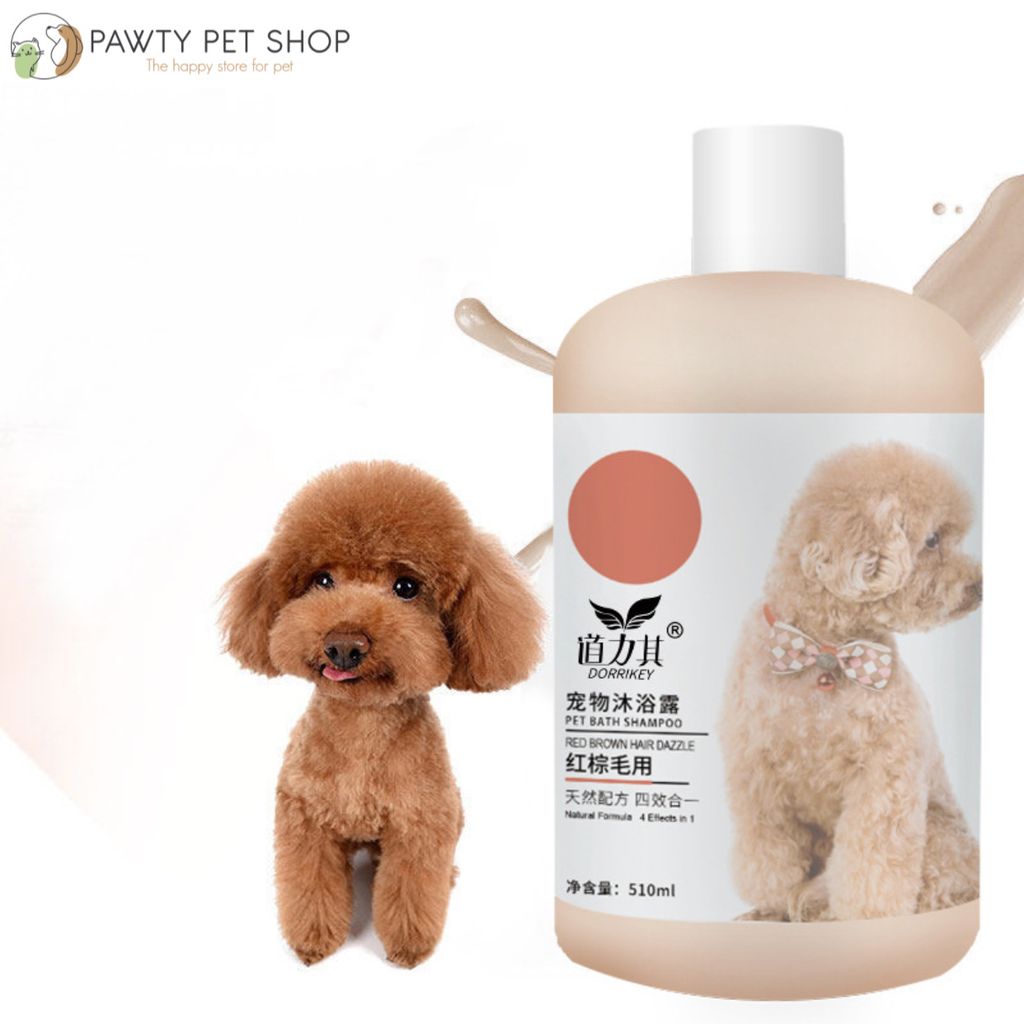 PAWTY PET SHOP
The happy store for pet
道力其®
DORRIKEY
宠物沐浴露
PET BATH SHAMPOO
RED BROWN HAIR DAZZLE
红棕毛用
天然配方 四效合一
Natural Formula 4 Effects in 1
净含量：510ml